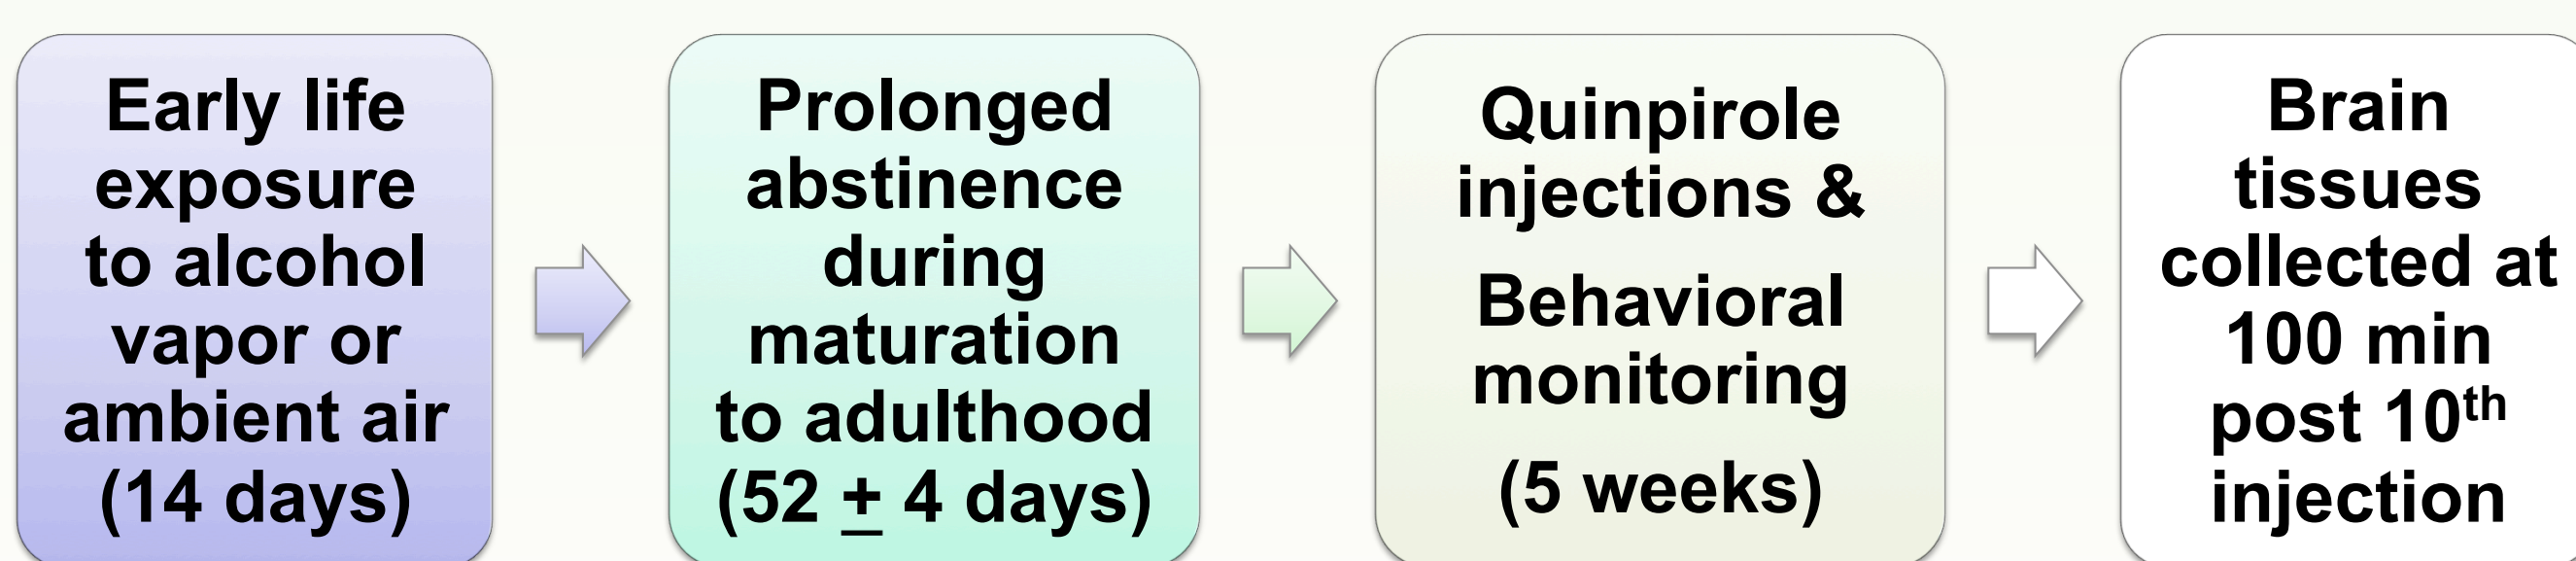 Early life
exposure
to alcohol
vapor or
ambient air
(14 days)
Prolonged
abstinence
during
maturation
to adulthood
(52 ± 4 days)
Quinpirole
injections &
Behavioral
monitoring
(5 weeks)
Brain
tissues
collected at
100 min
post 10th
injection